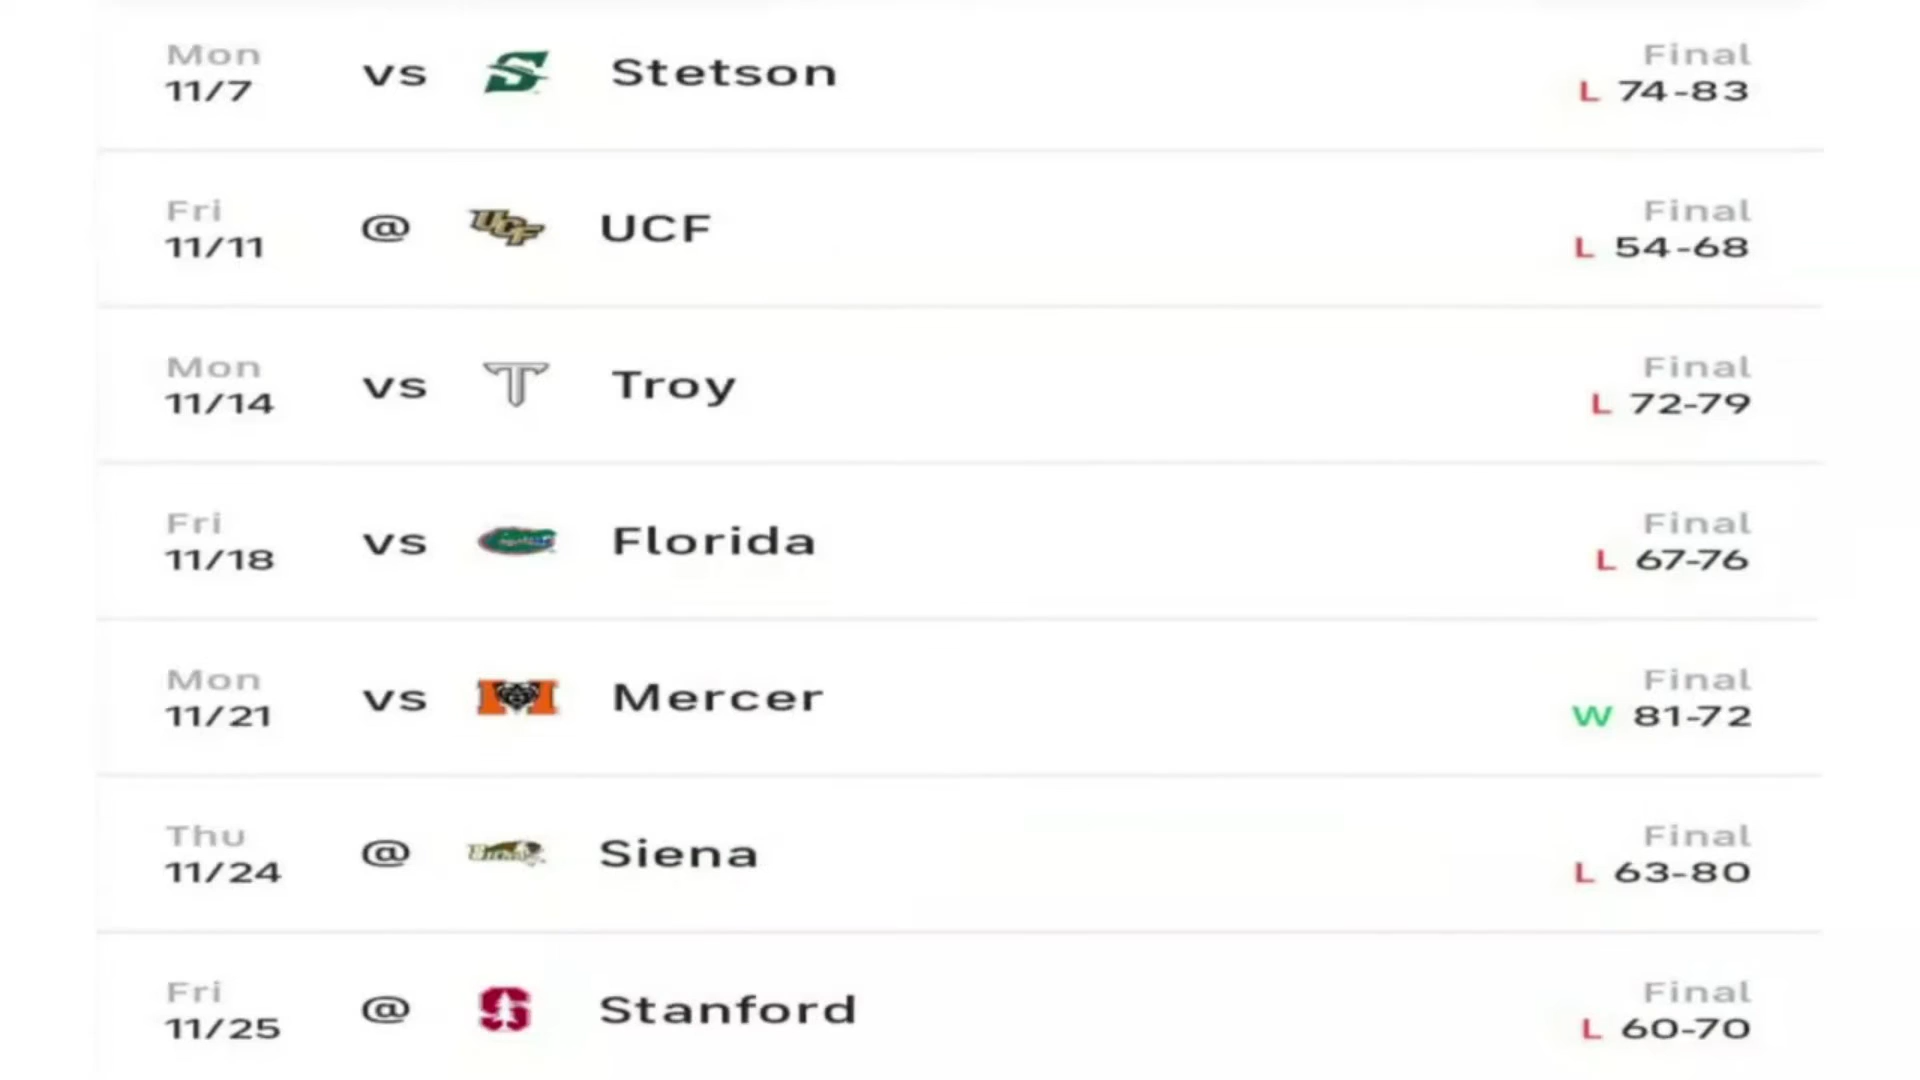 Mon
11/7
vs
Stetson
Final
L 74-83
Fri
11/11
@
UCF
UCF
Final
L 54-68
Mon
11/14
vs
T
Troy
Final
L 72-79
Fri
11/18
vs
Florida
Final
L 67-76
Mon
11/21
vs
M
Mercer
Final
W 81-72
Thu
11/24
@
Siena
Final
L 63-80
Fri
11/25
@
S
Stanford
Final
L 60-70